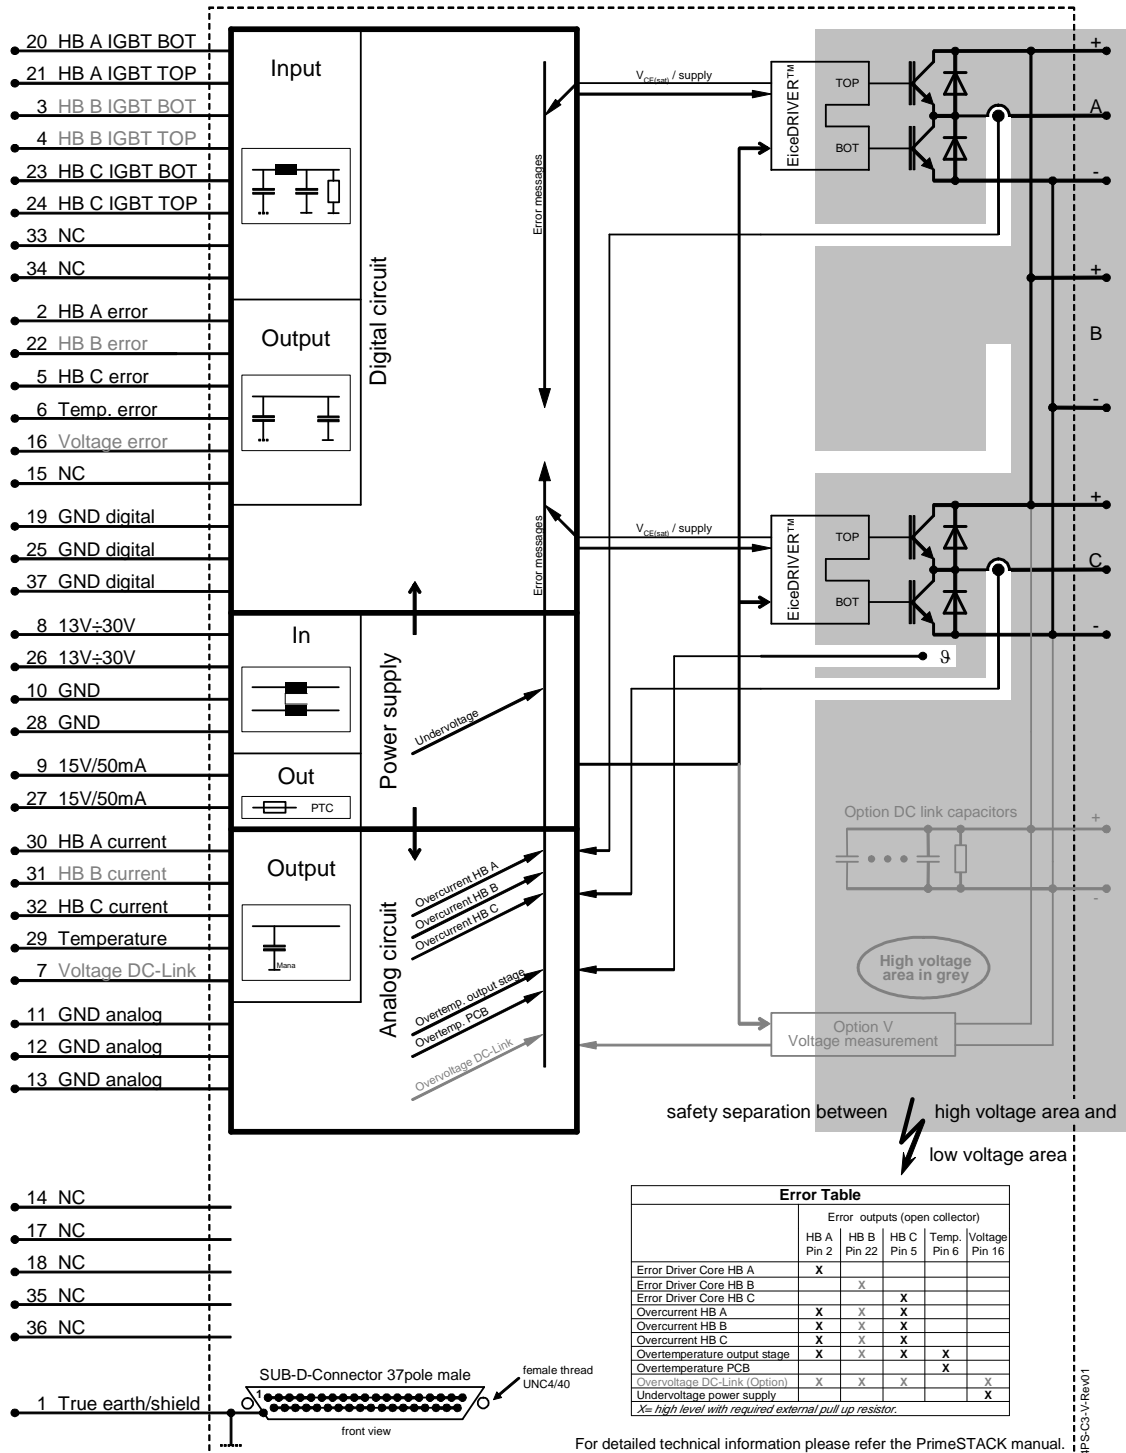 20 HB A IGBT BOT
21 HB A IGBT TOP
3 HB B IGBT BOT
4 HB B IGBT TOP
23 HB C IGBT BOT
24 HB C IGBT TOP
33 NC
34 NC
2 HB A error
22 HB B error
5 HB C error
6 Temp. error
16 Voltage error
15 NC
19 GND digital
25 GND digital
37 GND digital
8 13V÷30V
26 13V÷30V
10 GND
28 GND
9 15V/50mA
27 15V/50mA
30 HB A current
31 HB B current
32 HB C current
29 Temperature
7 Voltage DC-Link
11 GND analog
12 GND analog
13 GND analog
14 NC
17 NC
18 NC
35 NC
36 NC
1 True earth/shield
Input
Output
Digital circuit
In
Out
PTC
Power supply
Output
Mana
Analog circuit
Error messages
Error messages
Undervoltage
Overcurrent HB A
Overcurrent HB B
Overcurrent HB C
Overtemp. output stage
Overtemp. PCB
Overvoltage DC-Link
VCE(sat) / supply
EiceDRIVER™
TOP
BOT
+
A
-
+
B
-
VCE(sat) / supply
EiceDRIVER™
TOP
BOT
+
C
-
ϑ
Option DC link capacitors
+
-
High voltage
area in grey
Option V
Voltage measurement
safety separation between high voltage area and
low voltage area
Error Table
Error outputs (open collector)
HB A HB B HB C Temp. Voltage
Pin 2 Pin 22 Pin 5 Pin 6 Pin 16
Error Driver Core HB A X
Error Driver Core HB B X
Error Driver Core HB C X
Overcurrent HB A X X X
Overcurrent HB B X X X
Overcurrent HB C X X X
Overtemperature output stage X X X X
Overtemperature PCB X
Overvoltage DC-Link (Option) X X X X
Undervoltage power supply X
X= high level with required external pull up resistor.
SUB-D-Connector 37pole male
1
front view
female thread
UNC4/40
For detailed technical information please refer the PrimeSTACK manual.
PS-C3-V-Rev01